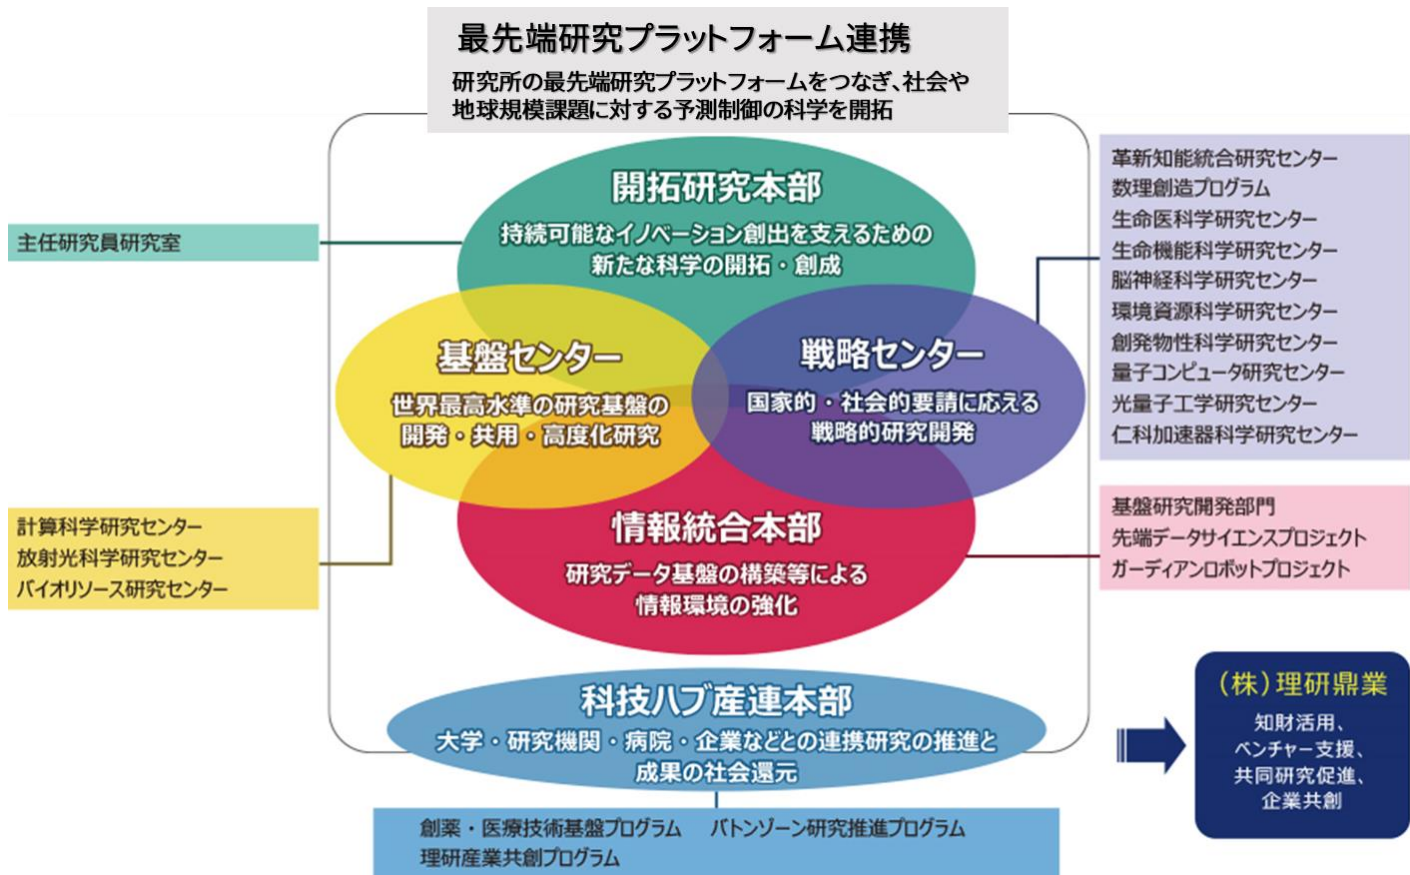 最先端研究プラットフォーム連携
研究所の最先端研究プラットフォームをつなぎ、社会や
地球規模課題に対する予測制御の科学を開拓
開拓研究本部
持続可能なイノベーション創出を支えるための
新たな科学の開拓・創成
主任研究員研究室
基盤センター
世界最高水準の研究基盤の
開発・共用・高度化研究
戦略センター
国家的・社会的要請に応える
戦略的研究開発
革新知能統合研究センター
数理創造プログラム
生命医科学研究センター
生命機能科学研究センター
脳神経科学研究センター
環境資源科学研究センター
創発物性科学研究センター
量子コンピュータ研究センター
光量子工学研究センター
仁科加速器科学研究センター
計算科学研究センター
放射光科学研究センター
バイオリソース研究センター
情報統合本部
研究データ基盤の構築等による
情報環境の強化
基盤研究開発部門
先端データサイエンスプロジェクト
ガーディアンロボットプロジェクト
科技ハブ産連本部
大学・研究機関・病院・企業などとの連携研究の推進と
成果の社会還元
創薬・医療技術基盤プログラム　バトンゾーン研究推進プログラム
理研産業共創プログラム
（株）理研鼎業
知財活用、
ベンチャー支援、
共同研究促進、
企業共創